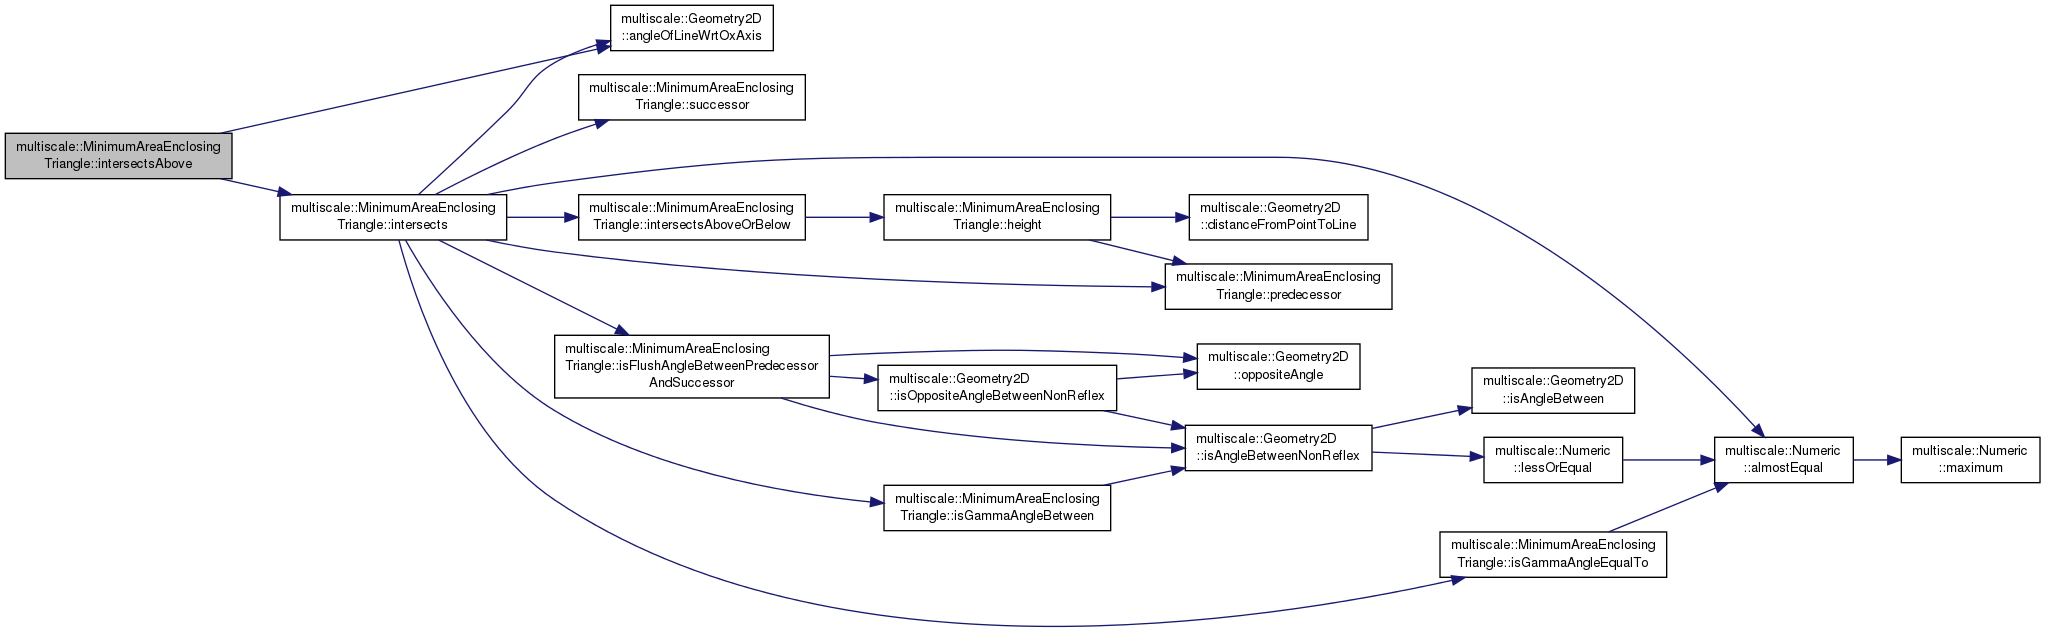 multiscale::Geometry2D
::angleOfLineWrtOxAxis
multiscale::MinimumAreaEnclosing
Triangle::successor
multiscale::MinimumAreaEnclosing
Triangle::intersectsAbove
multiscale::MinimumAreaEnclosing
Triangle::intersects
multiscale::MinimumAreaEnclosing
Triangle::intersectsAboveOrBelow
multiscale::MinimumAreaEnclosing
Triangle::height
multiscale::Geometry2D
::distanceFromPointToLine
multiscale::MinimumAreaEnclosing
Triangle::predecessor
multiscale::MinimumAreaEnclosing
Triangle::isFlushAngleBetweenPredecessor
AndSuccessor
multiscale::Geometry2D
::oppositeAngle
multiscale::Geometry2D
::isOppositeAngleBetweenNonReflex
multiscale::Geometry2D
::isAngleBetween
multiscale::Geometry2D
::isAngleBetweenNonReflex
multiscale::Numeric
::lessOrEqual
multiscale::Numeric
::almostEqual
multiscale::Numeric
::maximum
multiscale::MinimumAreaEnclosing
Triangle::isGammaAngleBetween
multiscale::MinimumAreaEnclosing
Triangle::isGammaAngleEqualTo